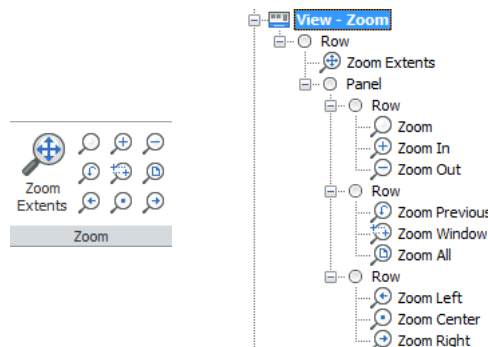 Zoom
Extents
Zoom
View - Zoom
Row
Zoom Extents
Panel
Row
Zoom
Zoom In
Zoom Out
Row
Zoom Previous
Zoom Window
Zoom All
Row
Zoom Left
Zoom Center
Zoom Right